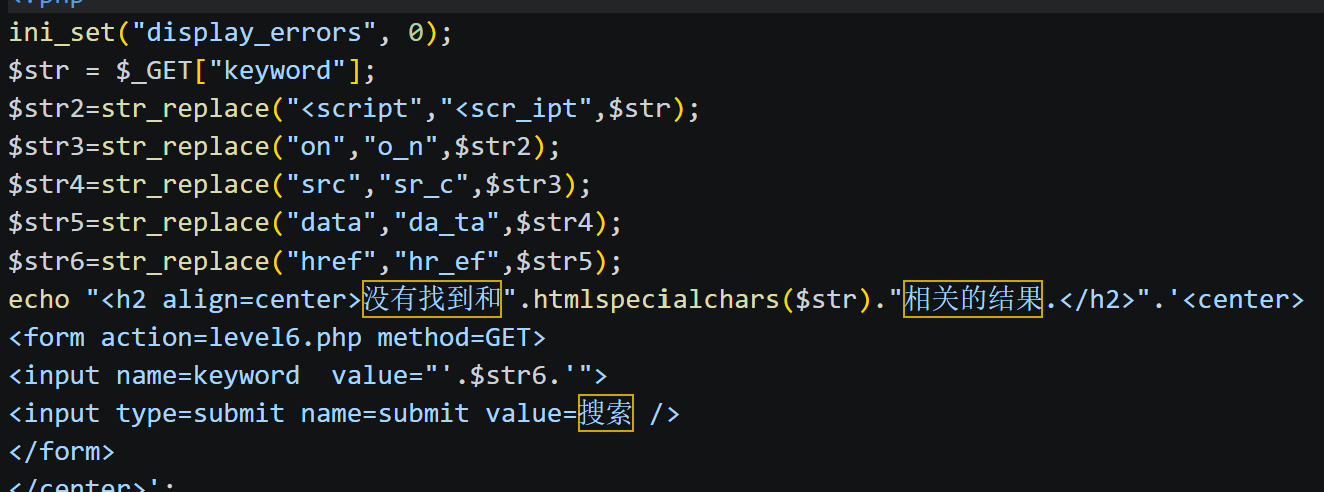 <?php
ini_set("display_errors", 0);
$str = $_GET["keyword"];
$str2=str_replace("<script","<scr_ipt",$str);
$str3=str_replace("on","o_n",$str2);
$str4=str_replace("src","sr_c",$str3);
$str5=str_replace("data","da_ta",$str4);
$str6=str_replace("href","hr_ef",$str5);
echo "<h2 align=center>没有找到和".htmlspecialchars($str)."相关的结果.</h2>".'<center>
<form action=level6.php method=GET>
<input name=keyword  value="'.$str6.'">
<input type=submit name=submit value=搜索 />
</form>
</center>';